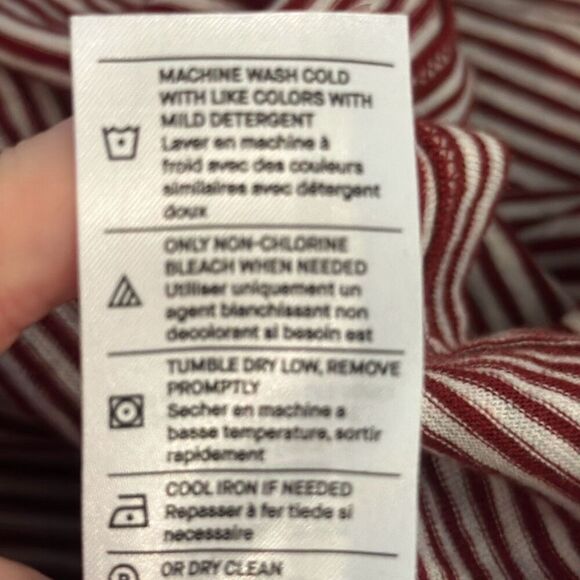 MACHINE WASH COLD
WITH LIKE COLORS WITH
MILD DETERGENT
Laver en machine à
froid avec des couleurs
similaires avec détergent
doux
ONLY NON-CHLORINE
BLEACH WHEN NEEDED
Utiliser uniquement un
agent blanchissant non
decolorant si besoin est
TUMBLE DRY LOW, REMOVE
PROMPTLY
Secher en machine a
basse temperature, sortir
rapidement
COOL IRON IF NEEDED
Repasser à fer tiede si
necessaire
P OR DRY CLEAN